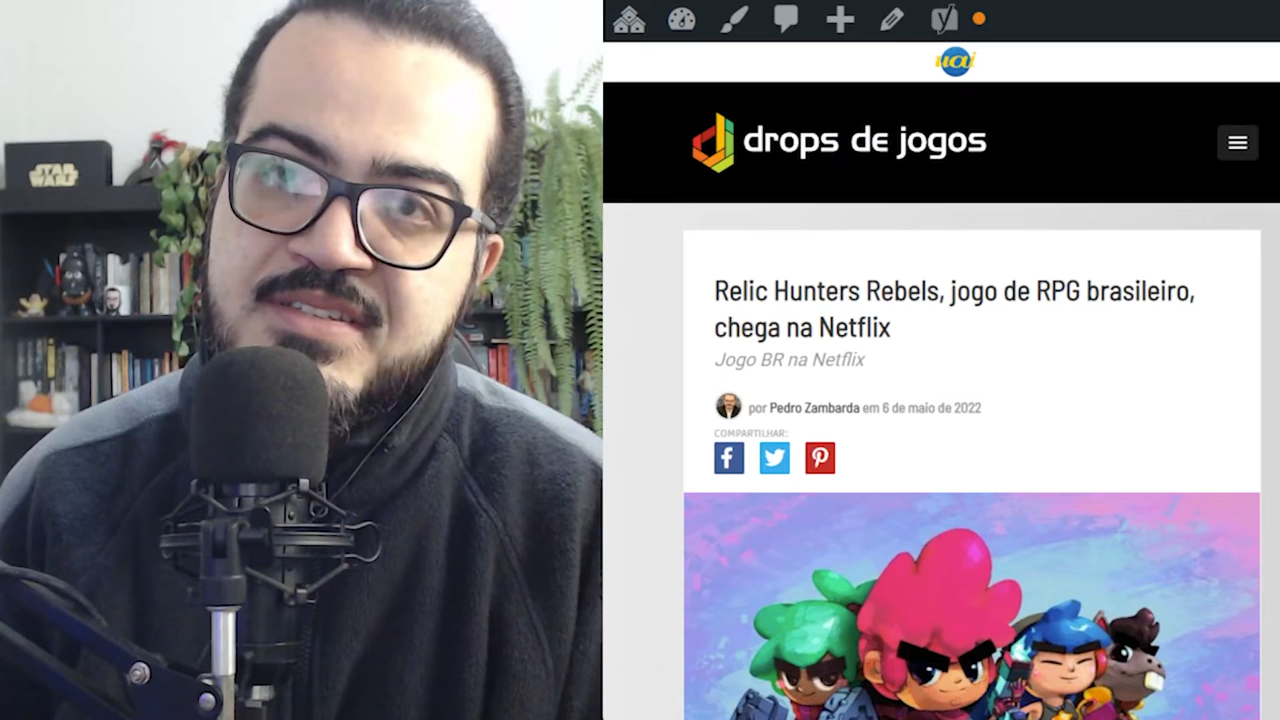 STAR
WARS
uai
drops de jogos
Relic Hunters Rebels, jogo de RPG brasileiro,
chega na Netflix
Jogo BR na Netflix
por Pedro Zambarda em 6 de maio de 2022
COMPARTILHAR: